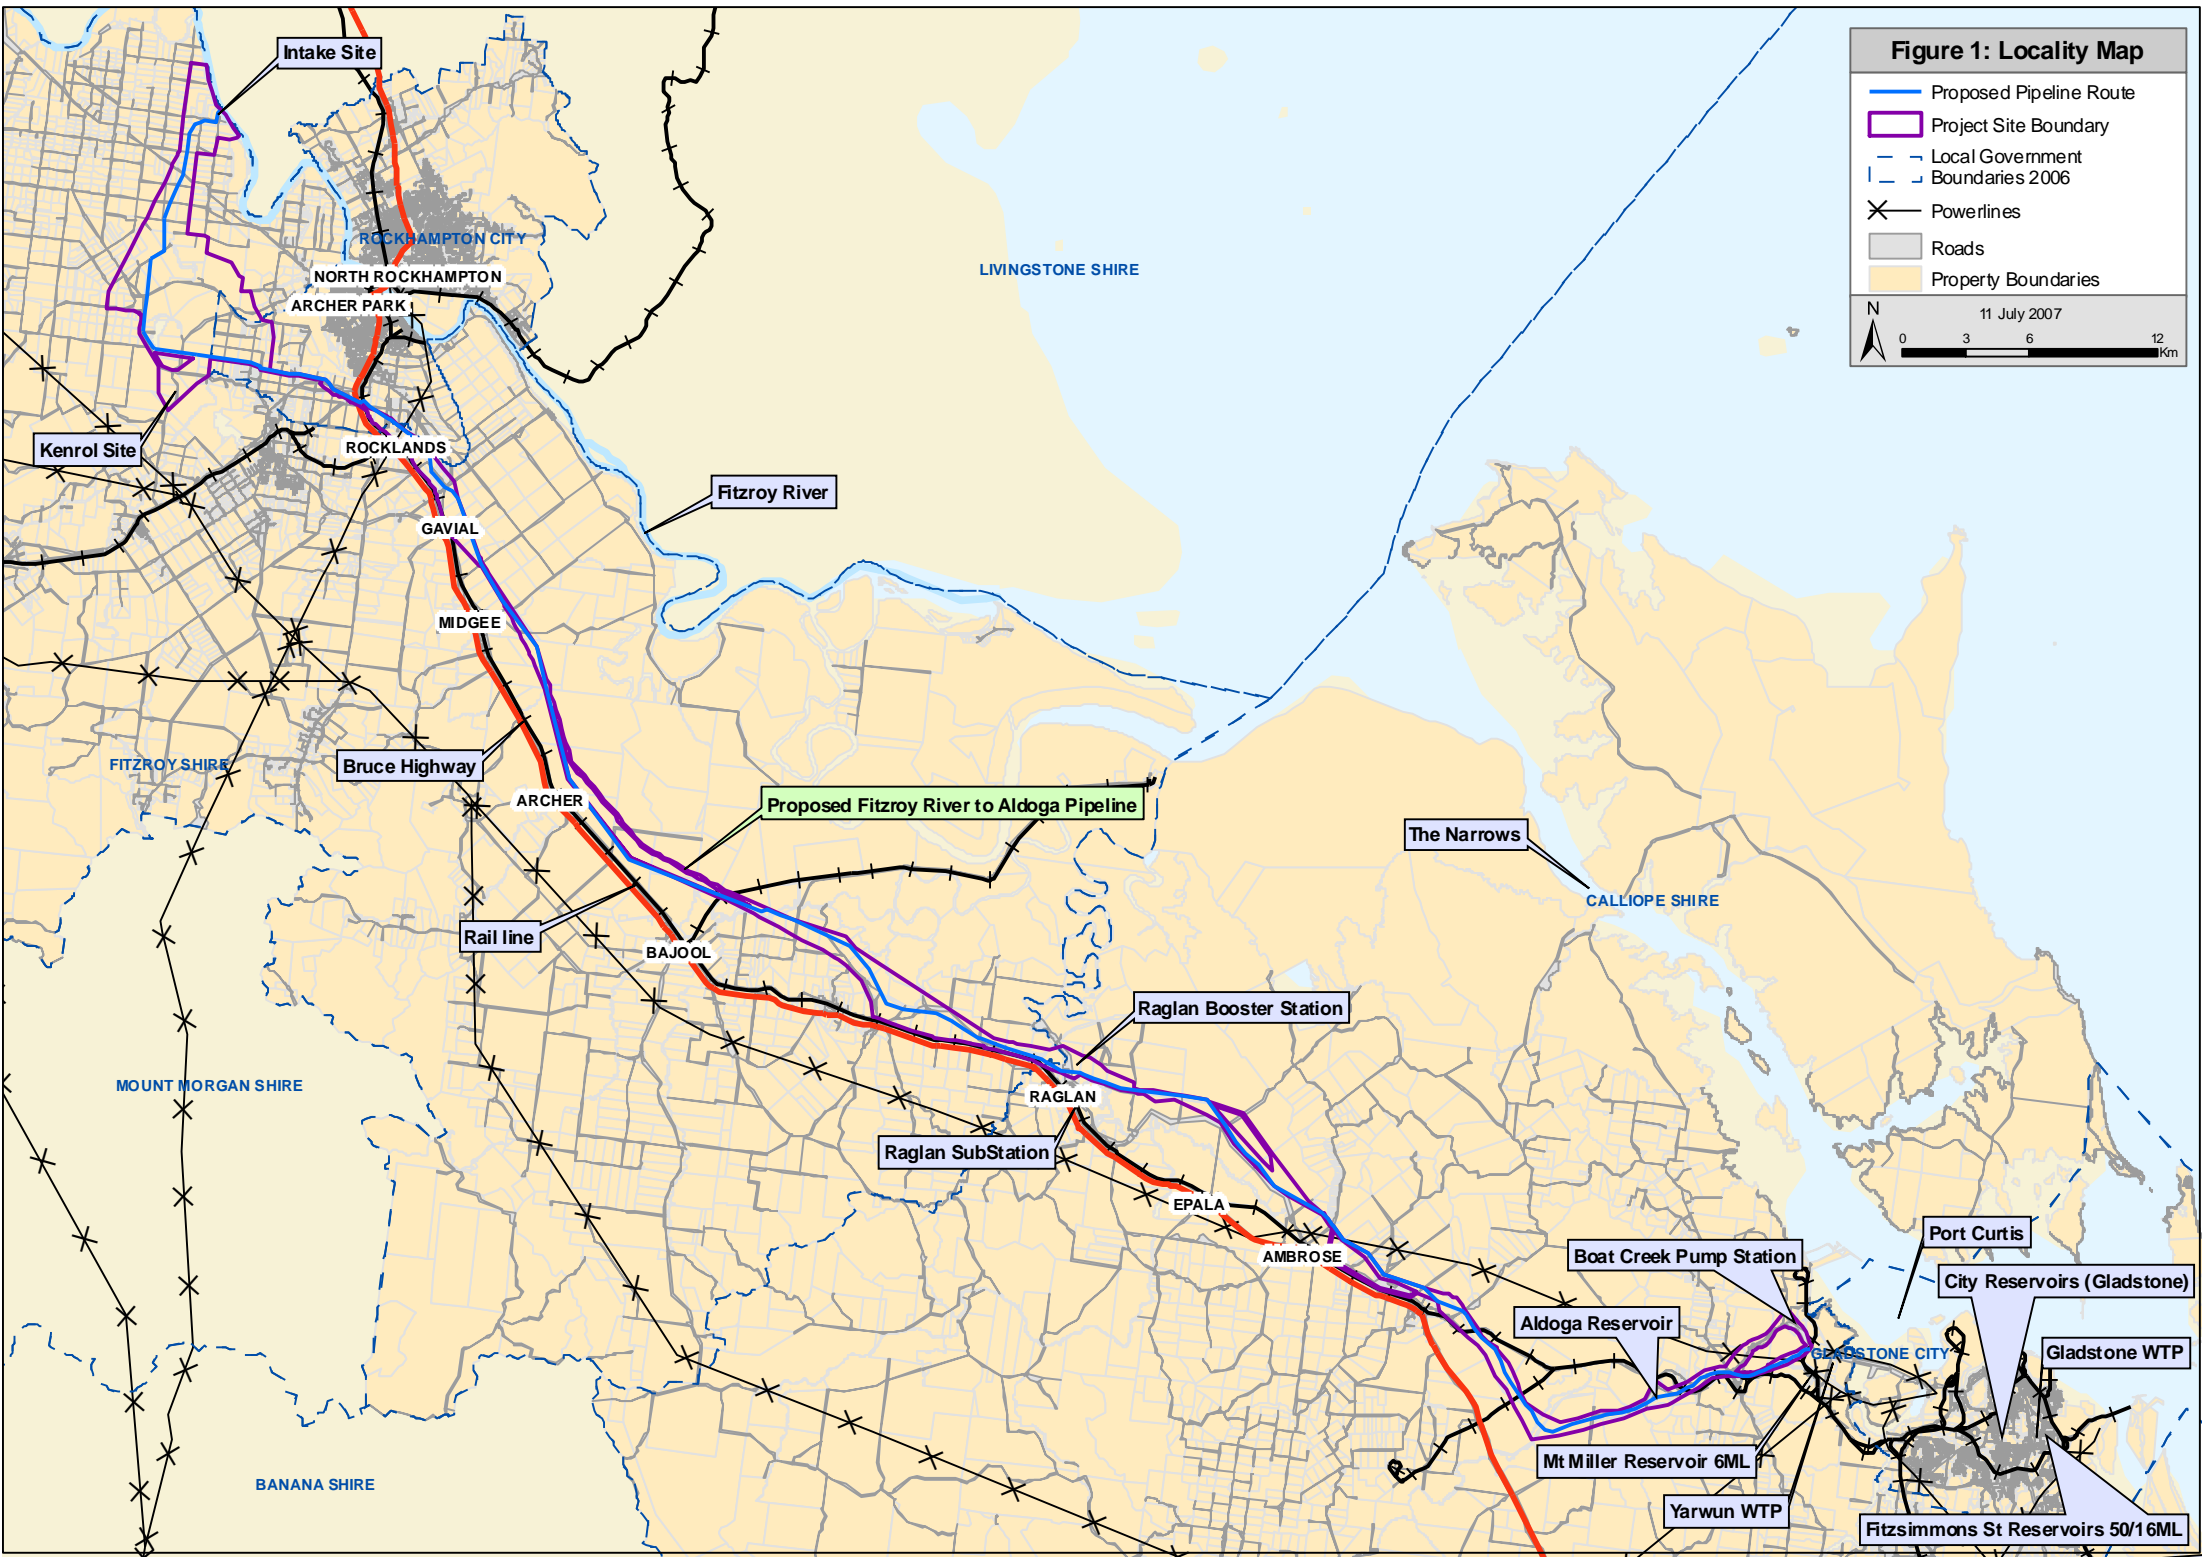 Figure 1: Locality Map
Proposed Pipeline Route
Project Site Boundary
Local Government
Boundaries 2006
Powerlines
Roads
Property Boundaries
N
11 July 2007
0 3 6 12
Km
Intake Site
ROCKHAMPTON CITY
NORTH ROCKHAMPTON
ARCHER PARK
LIVINGSTONE SHIRE
Kenrol Site
ROCKLANDS
Fitzroy River
GAVIAL
MIDGEE
FITZROY SHIRE
Bruce Highway
ARCHER
Proposed Fitzroy River to Aldoga Pipeline
The Narrows
CALLIOPE SHIRE
Rail line
BAJOOL
Raglan Booster Station
MOUNT MORGAN SHIRE
RAGLAN
Raglan SubStation
EPALA
AMBROSE
Port Curtis
Boat Creek Pump Station
City Reservoirs (Gladstone)
Aldoga Reservoir
GLADSTONE CITY
Gladstone WTP
Mt Miller Reservoir 6ML
BANANA SHIRE
Yarwun WTP
Fitzsimmons St Reservoirs 50/16ML